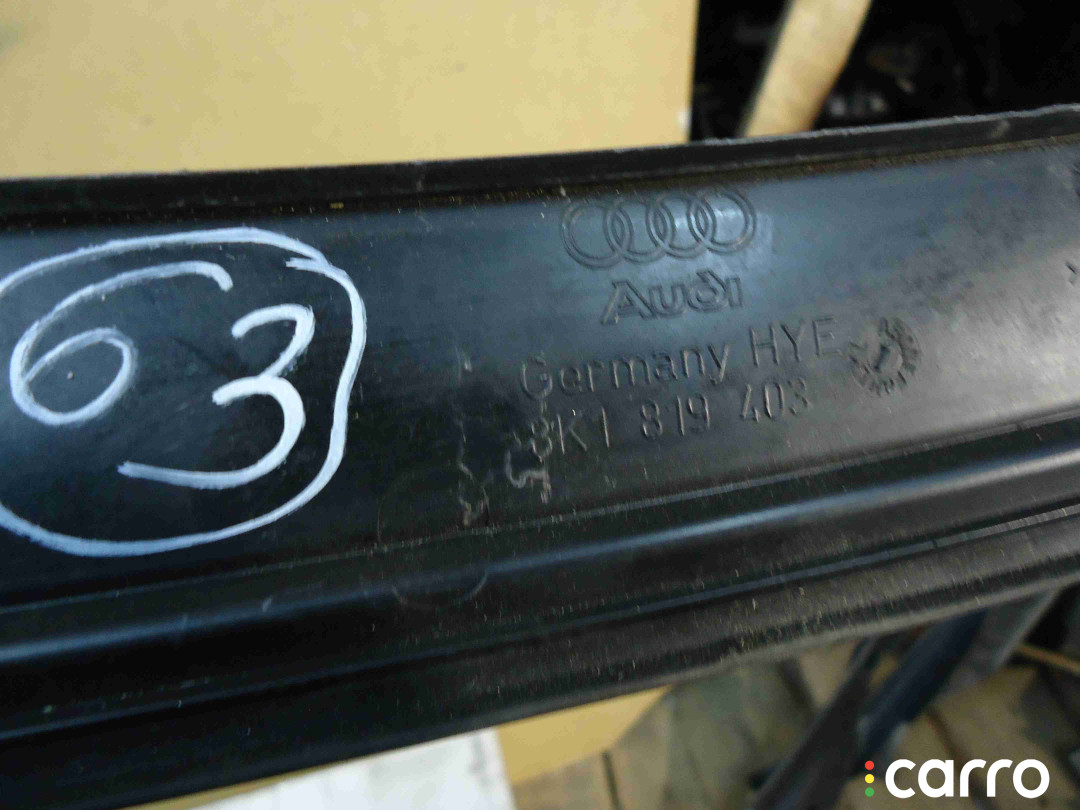 63
Audi
Germany HYE
8K1 819 403
carro